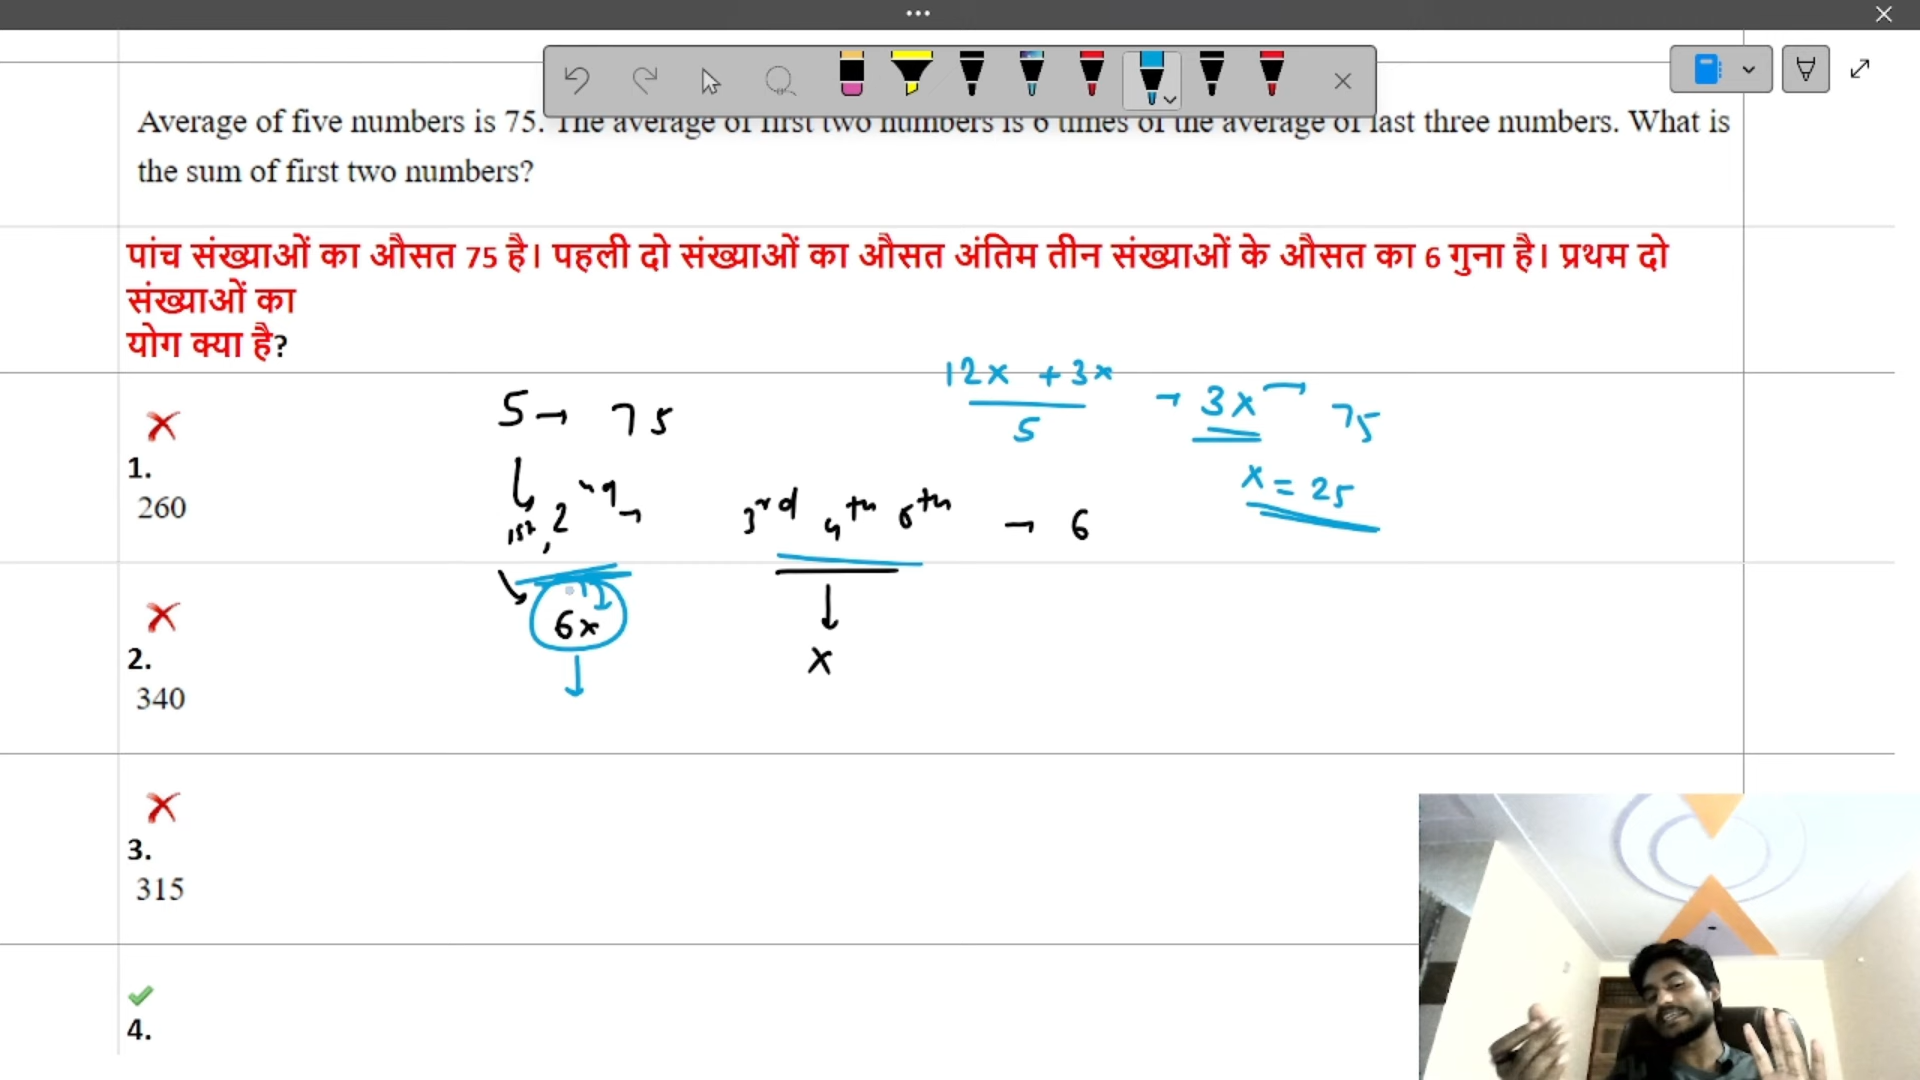 Average of five numbers is 75. The average of first two numbers is 6 times of the average of last three numbers. What is
the sum of first two numbers?
पांच संख्याओं का औसत 75 है। पहली दो संख्याओं का औसत अंतिम तीन संख्याओं के औसत का 6 गुना है। प्रथम दो
संख्याओं का
योग क्या है?
12x + 3x
5
→ 3x → 75
x = 25
5 → 75
1st, 2nd →
3rd 4th 5th → 6
6x
x
1.
260
2.
340
3.
315
4.